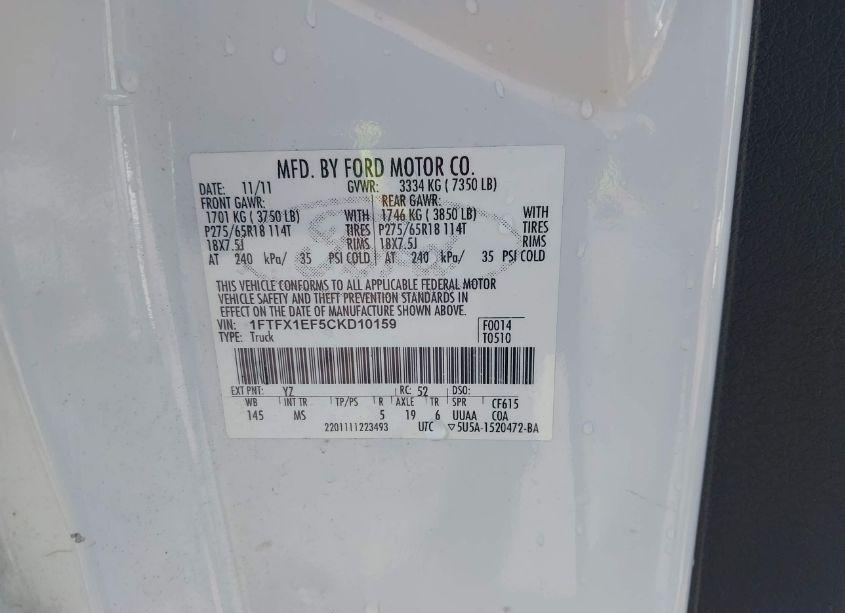 MFD. BY FORD MOTOR CO.
DATE: 11/11 GVWR: 3334 KG ( 7350 LB)
FRONT GAWR: REAR GAWR:
1701 KG ( 3750 LB) WITH 1746 KG ( 3850 LB) WITH
P275/65R18 114T TIRES P275/65R18 114T TIRES
18X7.5J RIMS 18X7.5J RIMS
AT 240 kPa/ 35 PSI COLD AT 240 kPa/ 35 PSI COLD
THIS VEHICLE CONFORMS TO ALL APPLICABLE FEDERAL MOTOR
VEHICLE SAFETY AND THEFT PREVENTION STANDARDS IN
EFFECT ON THE DATE OF MANUFACTURE SHOWN ABOVE.
VIN: 1FTFX1EF5CKD10159 F0014
TYPE: Truck T0510
EXT PNT: YZ RC: 52 DSO:
WB INT TR TP/PS R AXLE TR SPR CF615
145 MS 5 19 6 UUAA COA
2201111223493 UTC ▽5U5A-1520472-BA